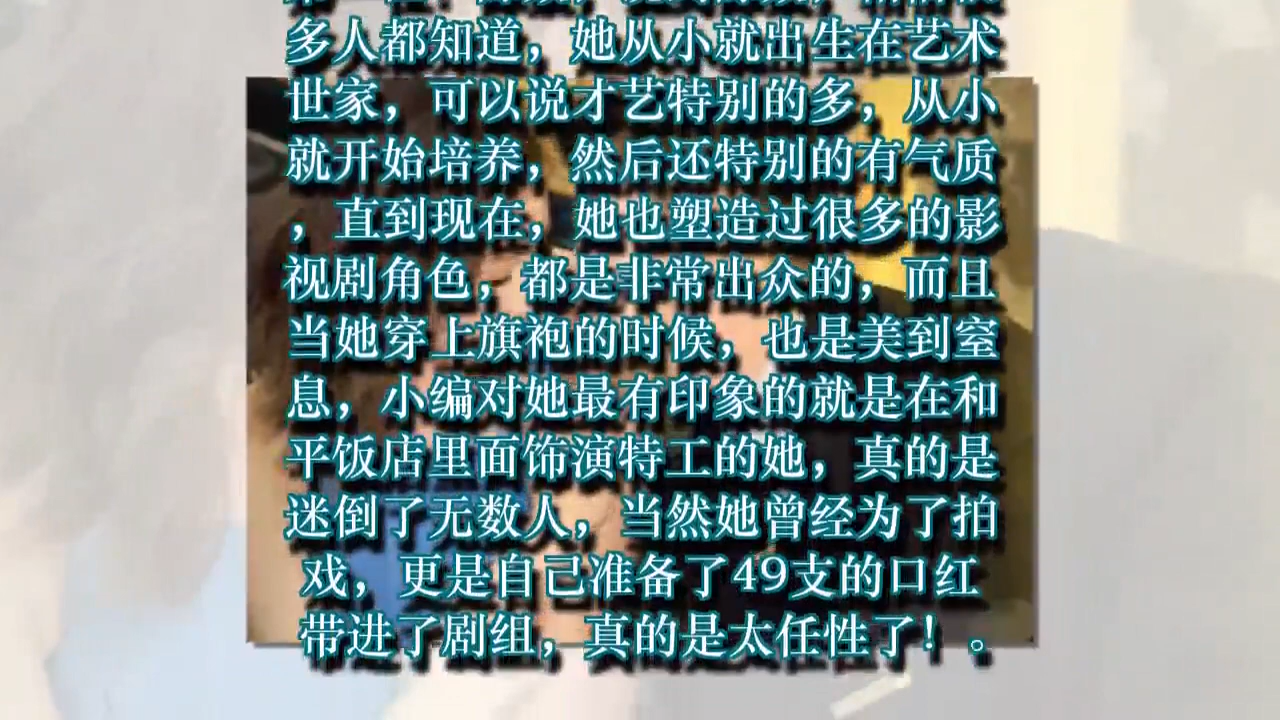 多人都知道，她从小就出生在艺术
世家，可以说才艺特别的多，从小
就开始培养，然后还特别的有气质
，直到现在，她也塑造过很多的影
视剧角色，都是非常出众的，而且
当她穿上旗袍的时候，也是美到窒
息，小编对她最有印象的就是在和
平饭店里面饰演特工的她，真的是
迷倒了无数人，当然她曾经为了拍
戏，更是自己准备了49支的口红
带进了剧组，真的是太任性了！。